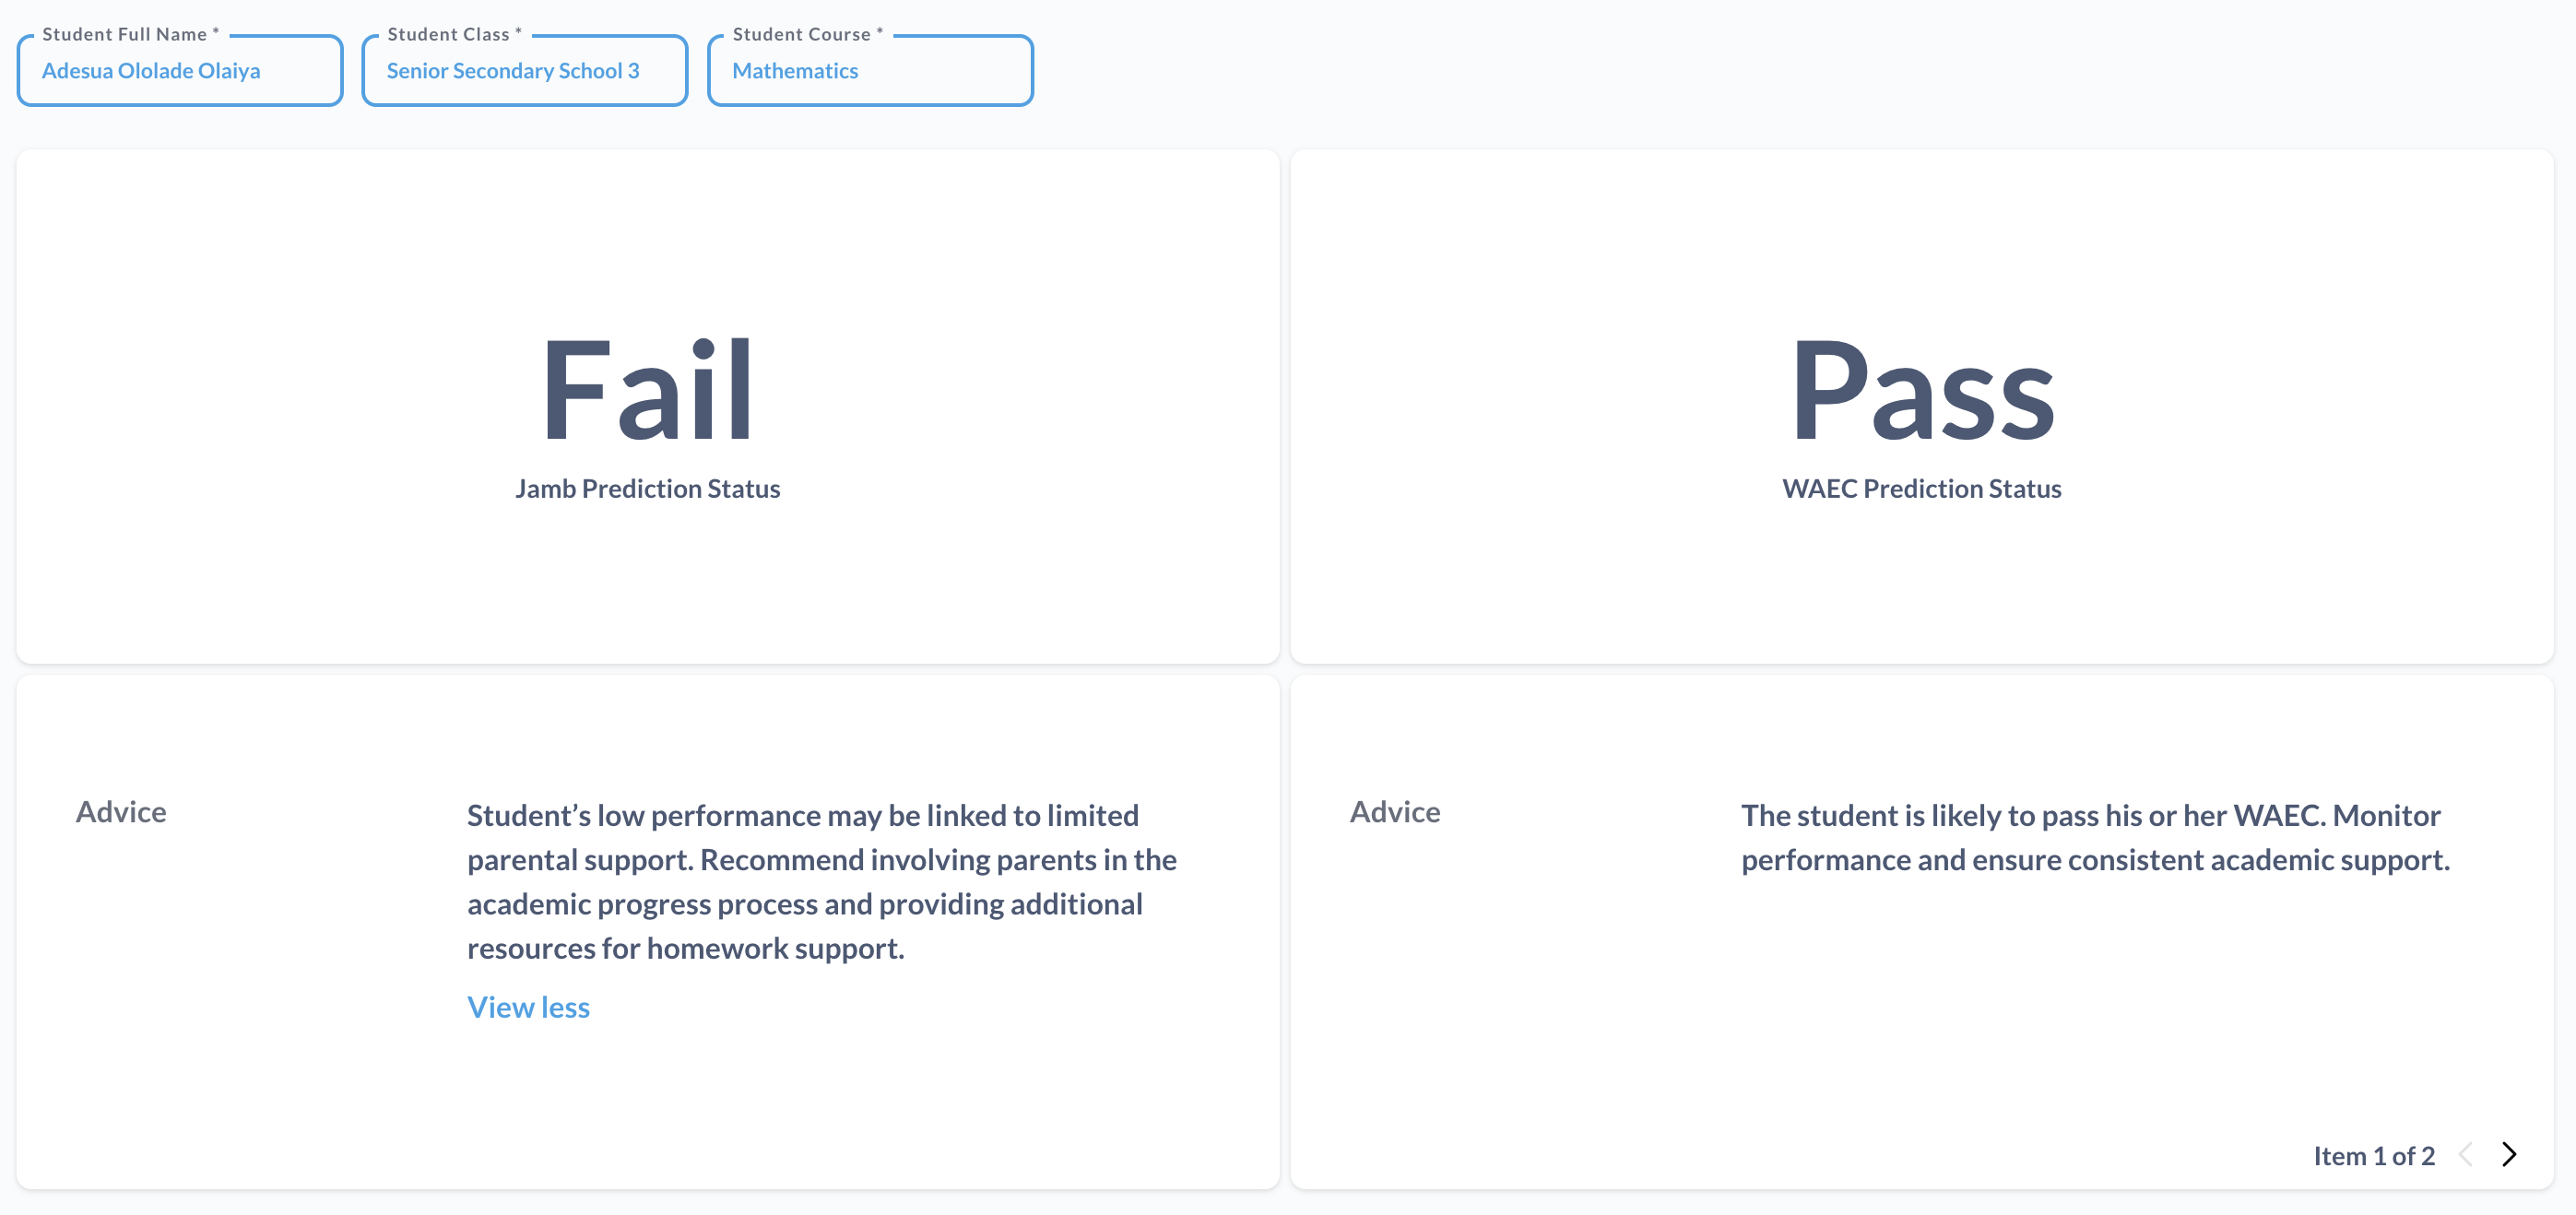 Student Full Name *
Adesua Ololade Olaiya
Student Class *
Senior Secondary School 3
Student Course *
Mathematics
Fail
Jamb Prediction Status
Pass
WAEC Prediction Status
Advice
Student’s low performance may be linked to limited
parental support. Recommend involving parents in the
academic progress process and providing additional
resources for homework support.
View less
Advice
The student is likely to pass his or her WAEC. Monitor
performance and ensure consistent academic support.
Item 1 of 2